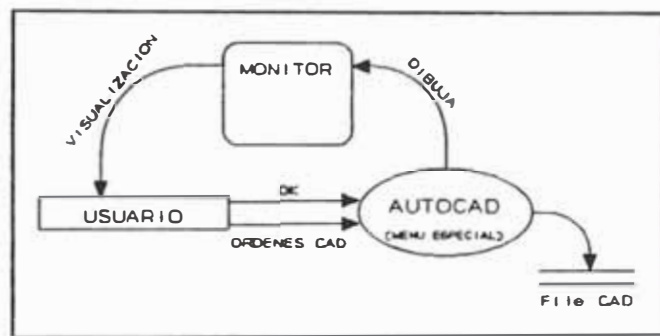 MONITOR
VISUALIZACION
DIBUJA
USUARIO
OK
ORDENES CAD
AUTOCAD
(MENU ESPECIAL)
File CAD